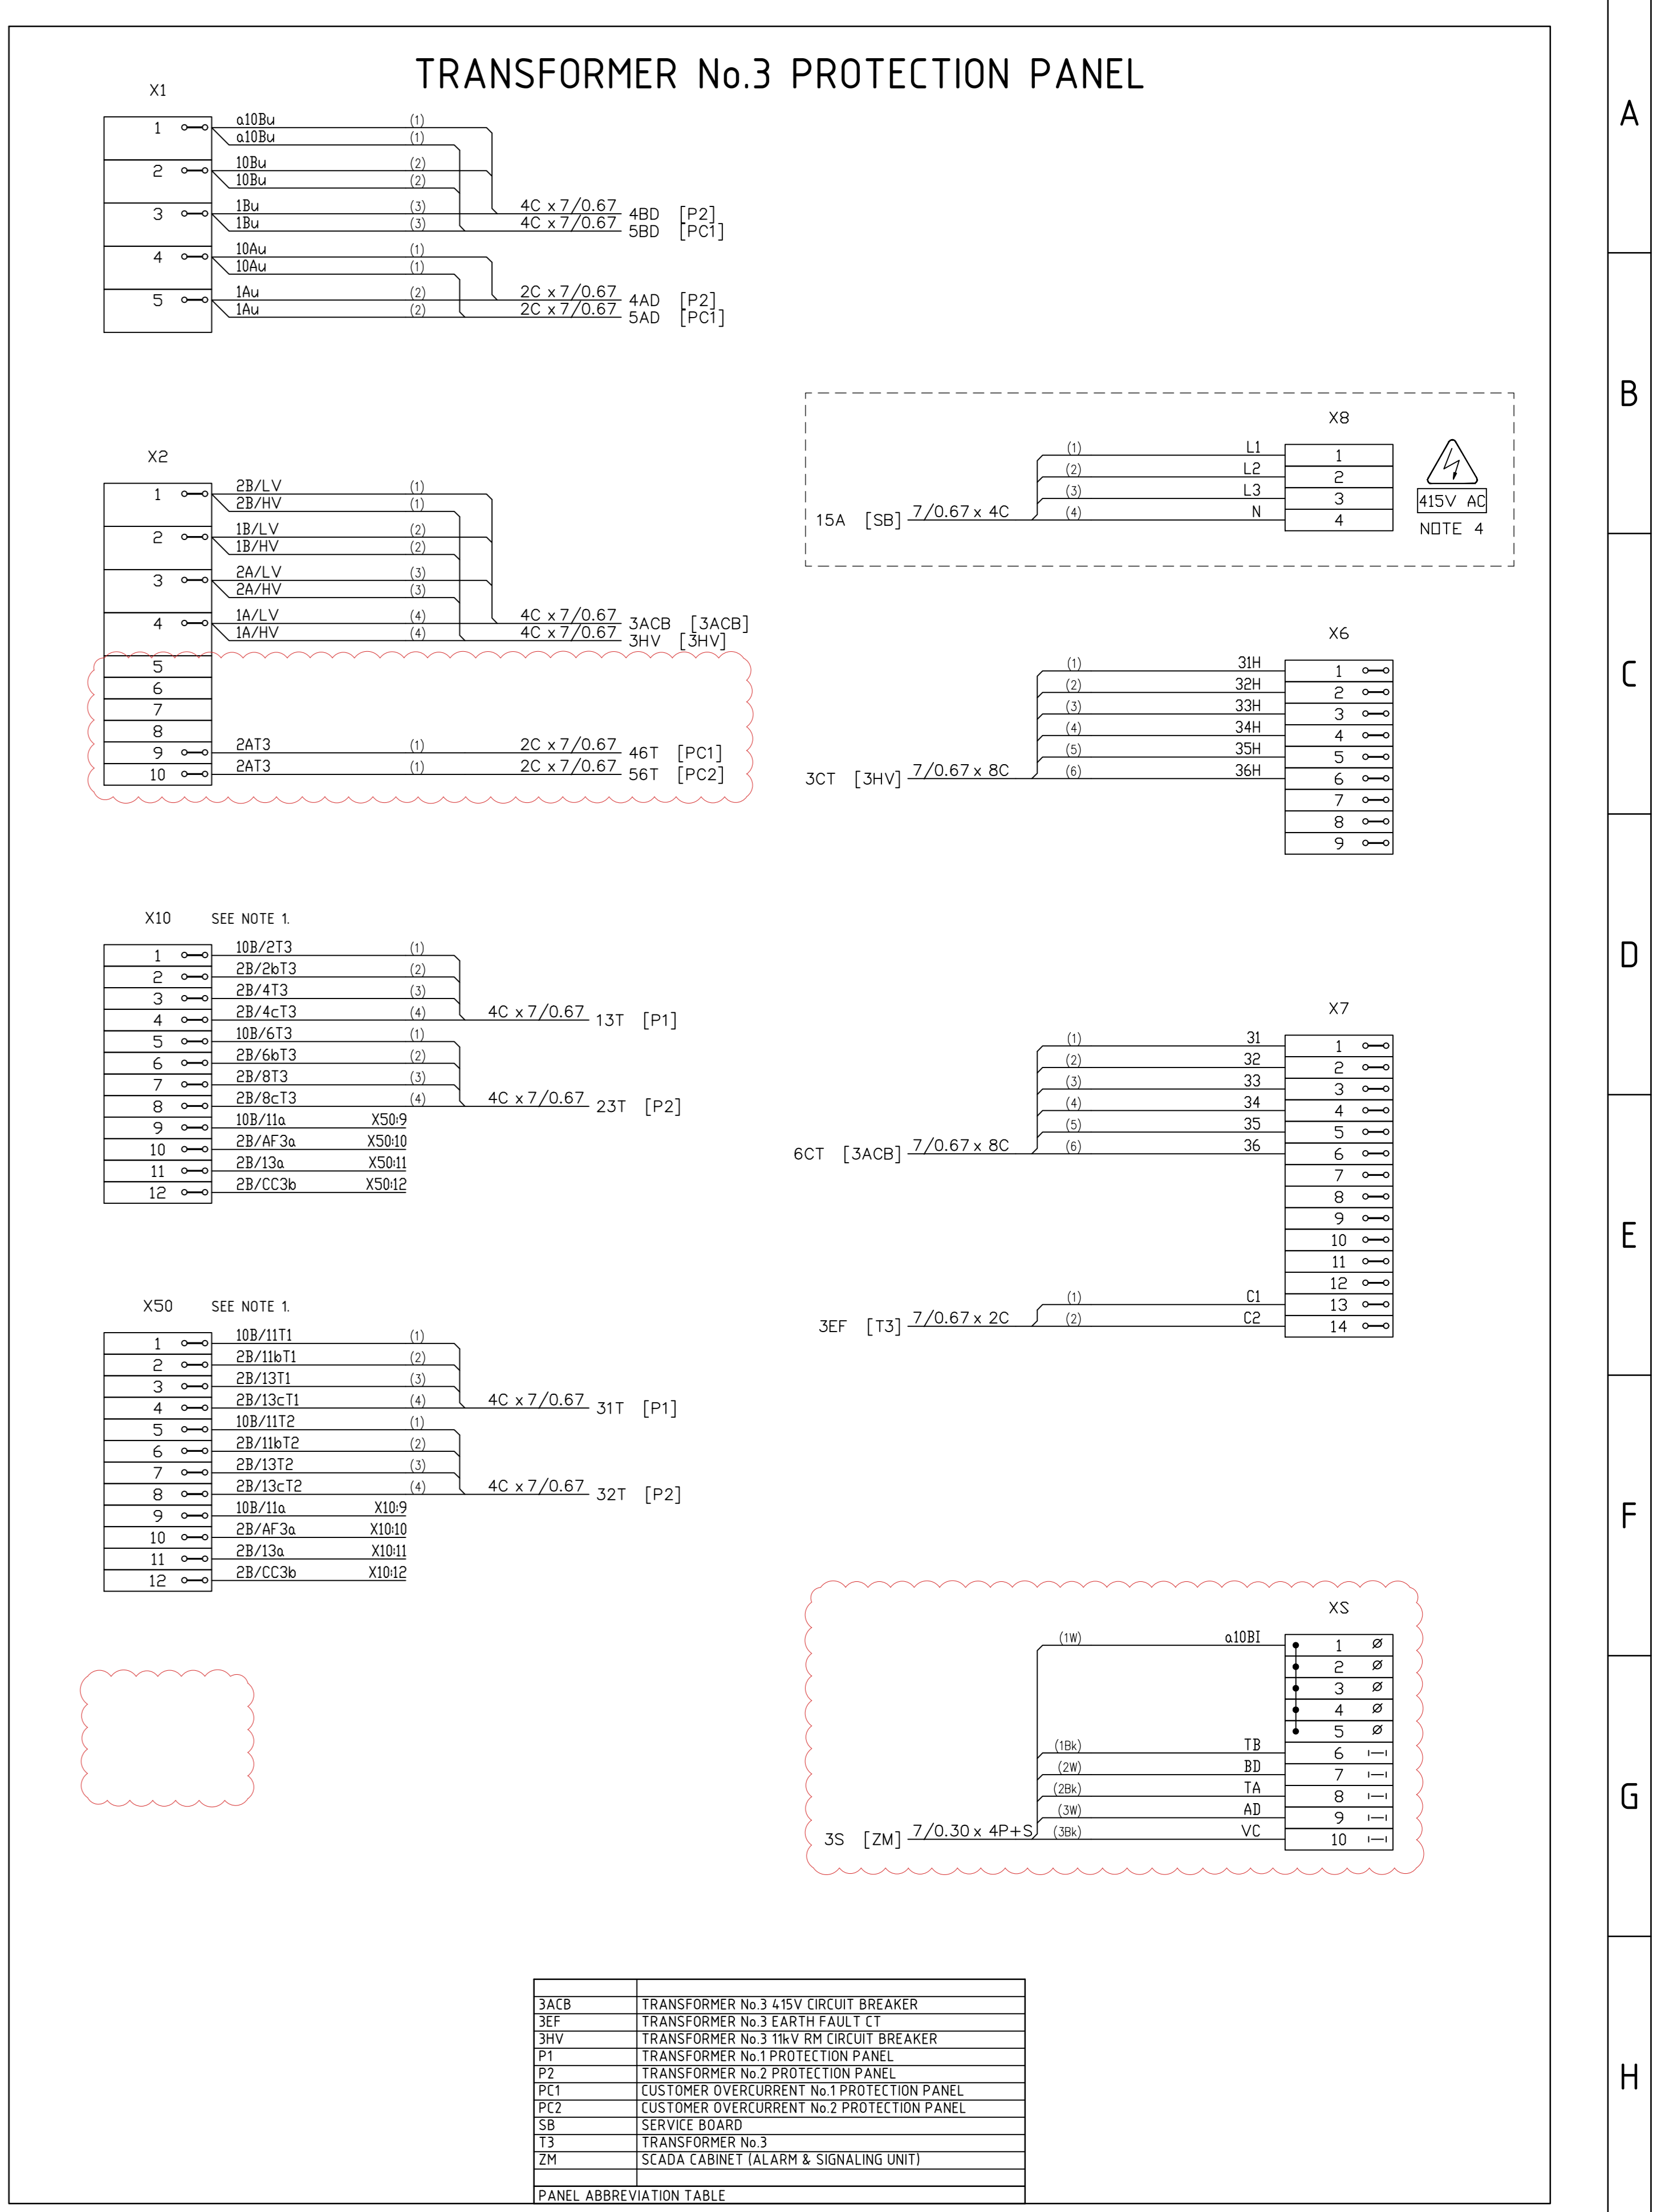 TRANSFORMER No.3 PROTECTION PANEL
X1
1 a10Bu (1)
a10Bu (1)
2 10Bu (2)
10Bu (2)
3 1Bu (3) 4C x 7/0.67 4BD [P2]
1Bu (3) 4C x 7/0.67 5BD [PC1]
4 10Au (1)
10Au (1)
5 1Au (2) 2C x 7/0.67 4AD [P2]
1Au (2) 2C x 7/0.67 5AD [PC1]
X2
1 2B/LV (1)
2B/HV (1)
2 1B/LV (2)
1B/HV (2)
3 2A/LV (3)
2A/HV (3)
4 1A/LV (4) 4C x 7/0.67 3ACB [3ACB]
1A/HV (4) 4C x 7/0.67 3HV [3HV]
5
6
7
8
9 2AT3 (1) 2C x 7/0.67 46T [PC1]
10 2AT3 (1) 2C x 7/0.67 56T [PC2]
X10 SEE NOTE 1.
1 10B/2T3 (1)
2 2B/2bT3 (2)
3 2B/4T3 (3)
4 2B/4cT3 (4) 4C x 7/0.67 13T [P1]
5 10B/6T3 (1)
6 2B/6bT3 (2)
7 2B/8T3 (3)
8 2B/8cT3 (4) 4C x 7/0.67 23T [P2]
9 10B/11a X50:9
10 2B/AF3a X50:10
11 2B/13a X50:11
12 2B/CC3b X50:12
X50 SEE NOTE 1.
1 10B/11T1 (1)
2 2B/11bT1 (2)
3 2B/13T1 (3)
4 2B/13cT1 (4) 4C x 7/0.67 31T [P1]
5 10B/11T2 (1)
6 2B/11bT2 (2)
7 2B/13T2 (3)
8 2B/13cT2 (4) 4C x 7/0.67 32T [P2]
9 10B/11a X10:9
10 2B/AF3a X10:10
11 2B/13a X10:11
12 2B/CC3b X10:12
X8
(1) L1 1
(2) L2 2
(3) L3 3
15A [SB] 7/0.67 x 4C (4) N 4
415V AC
NOTE 4
X6
(1) 31H 1
(2) 32H 2
(3) 33H 3
(4) 34H 4
(5) 35H 5
3CT [3HV] 7/0.67 x 8C (6) 36H 6
7
8
9
X7
(1) 31 1
(2) 32 2
(3) 33 3
(4) 34 4
(5) 35 5
6CT [3ACB] 7/0.67 x 8C (6) 36 6
7
8
9
10
11
12
(1) C1 13
3EF [T3] 7/0.67 x 2C (2) C2 14
XS
(1W) a10BI 1 Ø
2 Ø
3 Ø
4 Ø
5 Ø
(1Bk) TB 6
(2W) BD 7
(2Bk) TA 8
(3W) AD 9
3S [ZM] 7/0.30 x 4P+S (3Bk) VC 10
3ACB TRANSFORMER No.3 415V CIRCUIT BREAKER
3EF TRANSFORMER No.3 EARTH FAULT CT
3HV TRANSFORMER No.3 11kV RM CIRCUIT BREAKER
P1 TRANSFORMER No.1 PROTECTION PANEL
P2 TRANSFORMER No.2 PROTECTION PANEL
PC1 CUSTOMER OVERCURRENT No.1 PROTECTION PANEL
PC2 CUSTOMER OVERCURRENT No.2 PROTECTION PANEL
SB SERVICE BOARD
T3 TRANSFORMER No.3
ZM SCADA CABINET (ALARM & SIGNALING UNIT)
PANEL ABBREVIATION TABLE
A
B
C
D
E
F
G
H